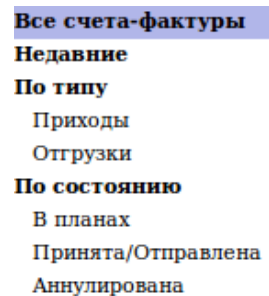 Все счета-фактуры
Недавние
По типу
Приходы
Отгрузки
По состоянию
В планах
Принята/Отправлена
Аннулирована